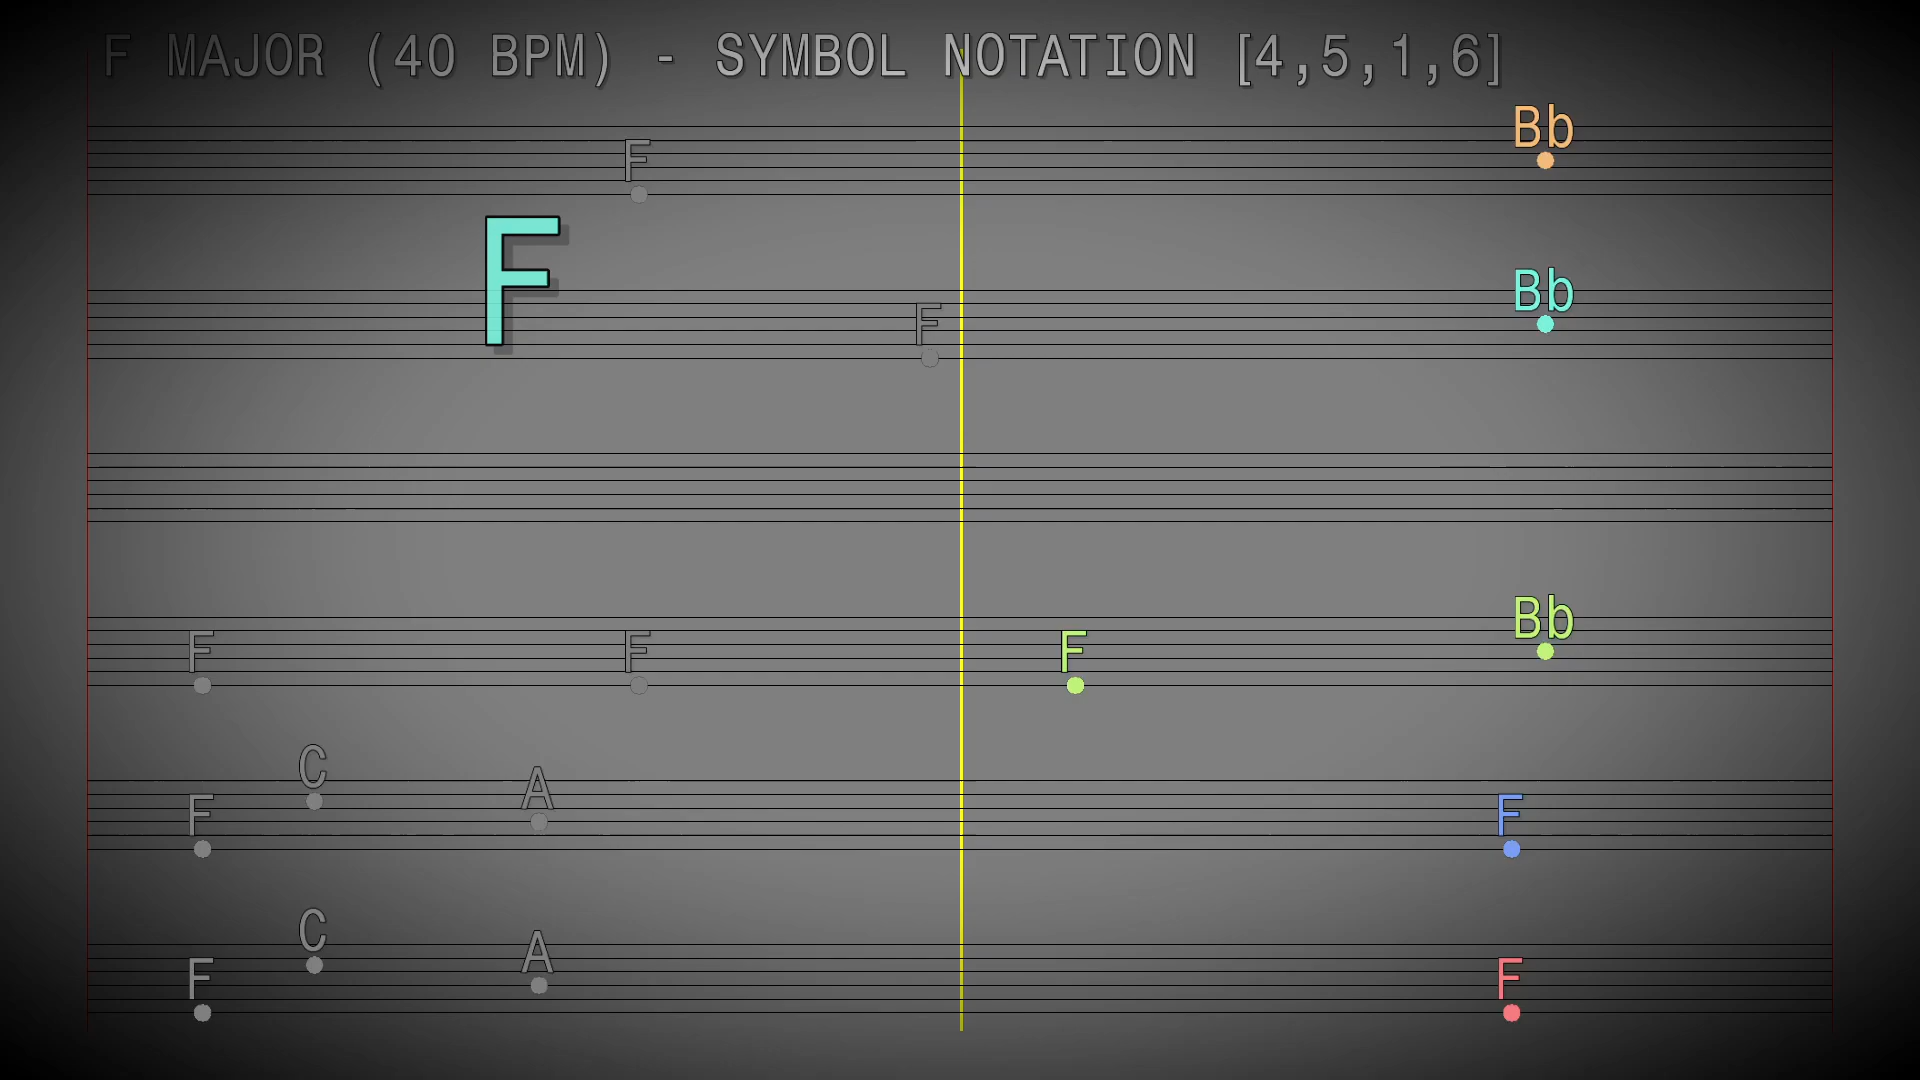 F MAJOR (40 BPM) - SYMBOL NOTATION [4,5,1,6]
F Bb
F F Bb
F F F Bb
F C A F
F C A F